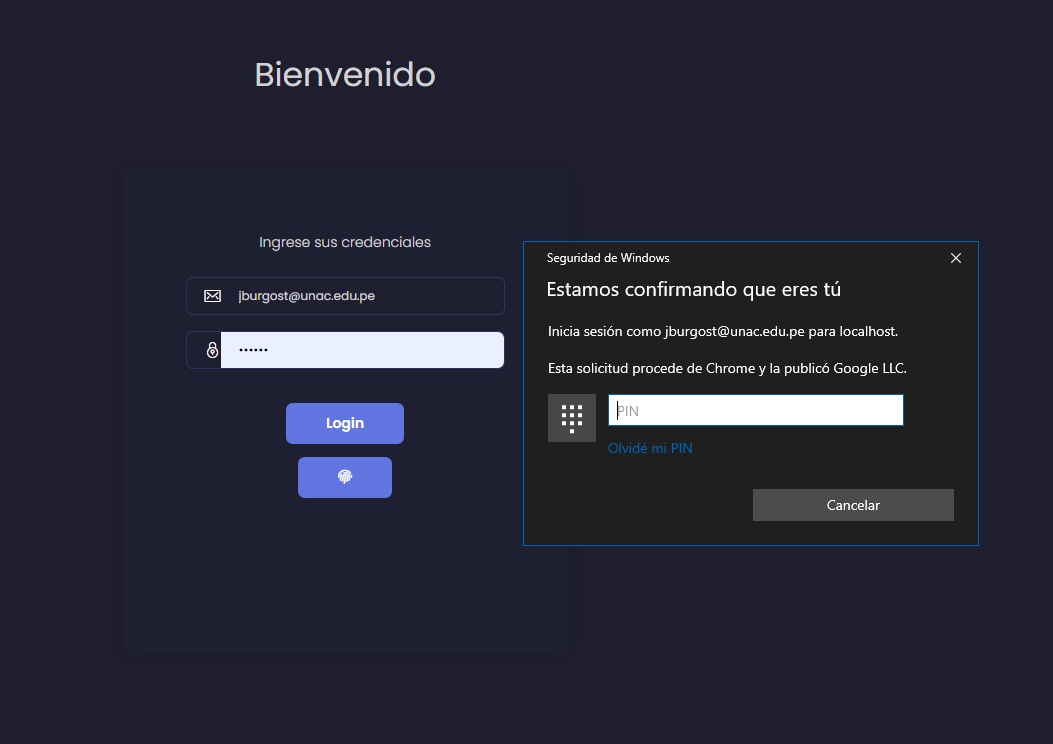 Bienvenido
Ingrese sus credenciales
jburgost@unac.edu.pe
••••••
Login
Seguridad de Windows
Estamos confirmando que eres tú
Inicia sesión como jburgost@unac.edu.pe para localhost.
Esta solicitud procede de Chrome y la publicó Google LLC.
PIN
Olvidé mi PIN
Cancelar